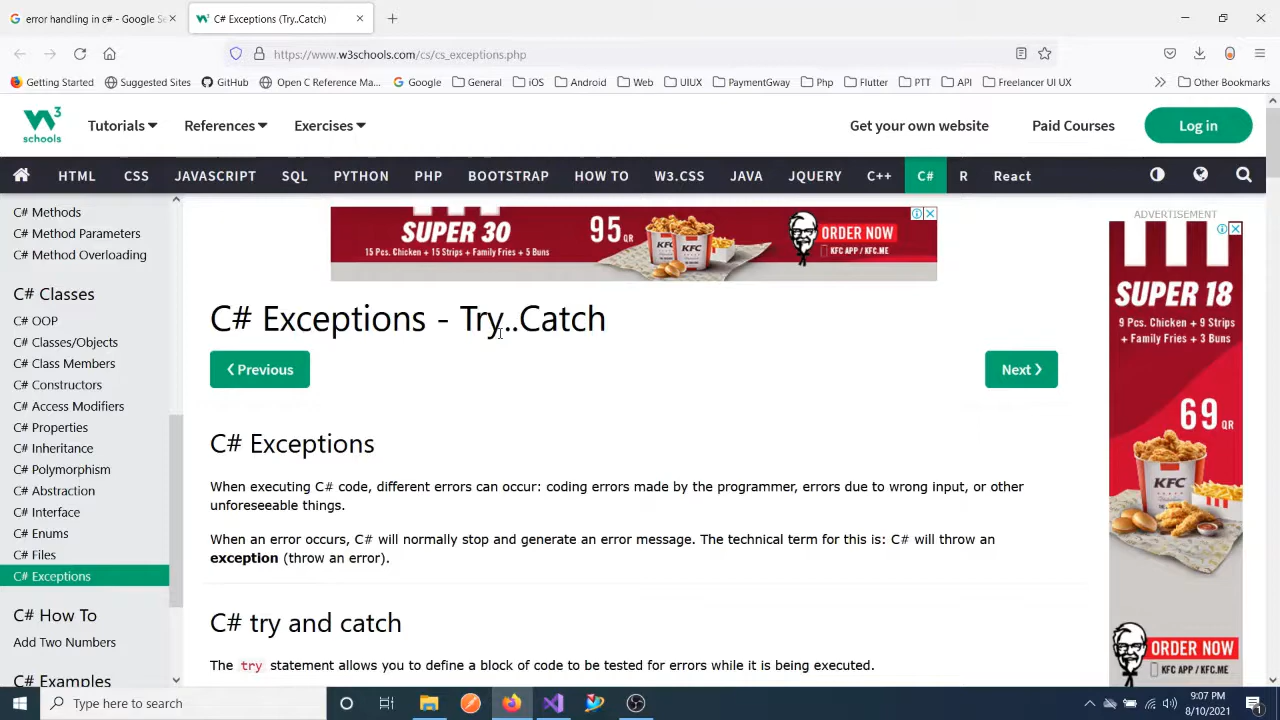 error handling in c# - Google Se
C# Exceptions (Try..Catch)
https://www.w3schools.com/cs/cs_exceptions.php
Getting Started
Suggested Sites
GitHub
Open C Reference Ma...
Google
General
iOS
Android
Web
UIUX
PaymentGway
Php
Flutter
PTT
API
Freelancer UI UX
Other Bookmarks
W3
schools
Tutorials
References
Exercises
Get your own website
Paid Courses
Log in
HTML
CSS
JAVASCRIPT
SQL
PYTHON
PHP
BOOTSTRAP
HOW TO
W3.CSS
JAVA
JQUERY
C++
C#
R
React
C# Methods
C# Method Parameters
C# Method Overloading
C# Classes
C# OOP
C# Classes/Objects
C# Class Members
C# Constructors
C# Access Modifiers
C# Properties
C# Inheritance
C# Polymorphism
C# Abstraction
C# Interface
C# Enums
C# Files
C# Exceptions
C# How To
Add Two Numbers
C# Examples
SUPER 30
15 Pcs. Chicken + 15 Strips + Family Fries + 5 Buns
95 QR
KFC
KFC
ORDER NOW
KFC APP / KFC.ME
C# Exceptions - Try..Catch
❮ Previous
Next ❯
C# Exceptions
When executing C# code, different errors can occur: coding errors made by the programmer, errors due to wrong input, or other
unforeseeable things.
When an error occurs, C# will normally stop and generate an error message. The technical term for this is: C# will throw an
exception (throw an error).
C# try and catch
The try statement allows you to define a block of code to be tested for errors while it is being executed.
ADVERTISEMENT
SUPER 18
9 Pcs. Chicken + 9 Strips
+ Family Fries + 3 Buns
69 QR
KFC
ORDER NOW
KFC APP / KFC.ME
Type here to search
9:07 PM
8/10/2021
1